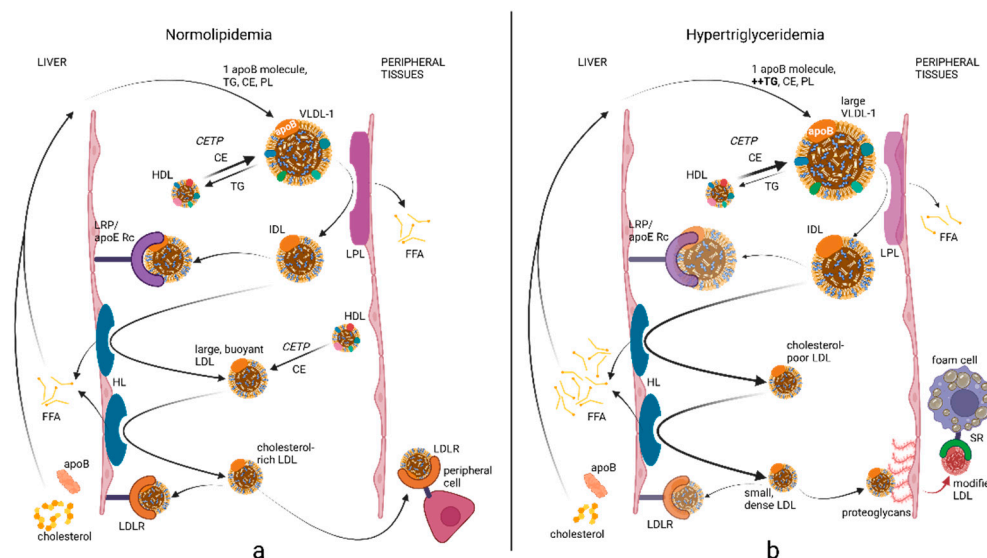 Normolipidemia
LIVER
PERIPHERAL
TISSUES
1 apoB molecule,
TG, CE, PL
VLDL-1
apoB
CETP
CE
TG
HDL
LRP/
apoE Rc
IDL
LPL
FFA
HDL
CETP
CE
large, buoyant
LDL
HL
FFA
cholesterol-
rich LDL
apoB
cholesterol
LDLR
LDLR
peripheral
cell
a
Hypertriglyceridemia
LIVER
PERIPHERAL
TISSUES
1 apoB molecule,
++TG, CE, PL
large
VLDL-1
apoB
CETP
CE
TG
HDL
LRP/
apoE Rc
IDL
LPL
FFA
cholesterol-
poor LDL
HL
FFA
foam cell
SR
modified
LDL
apoB
cholesterol
LDLR
small,
dense LDL
proteoglycans
b